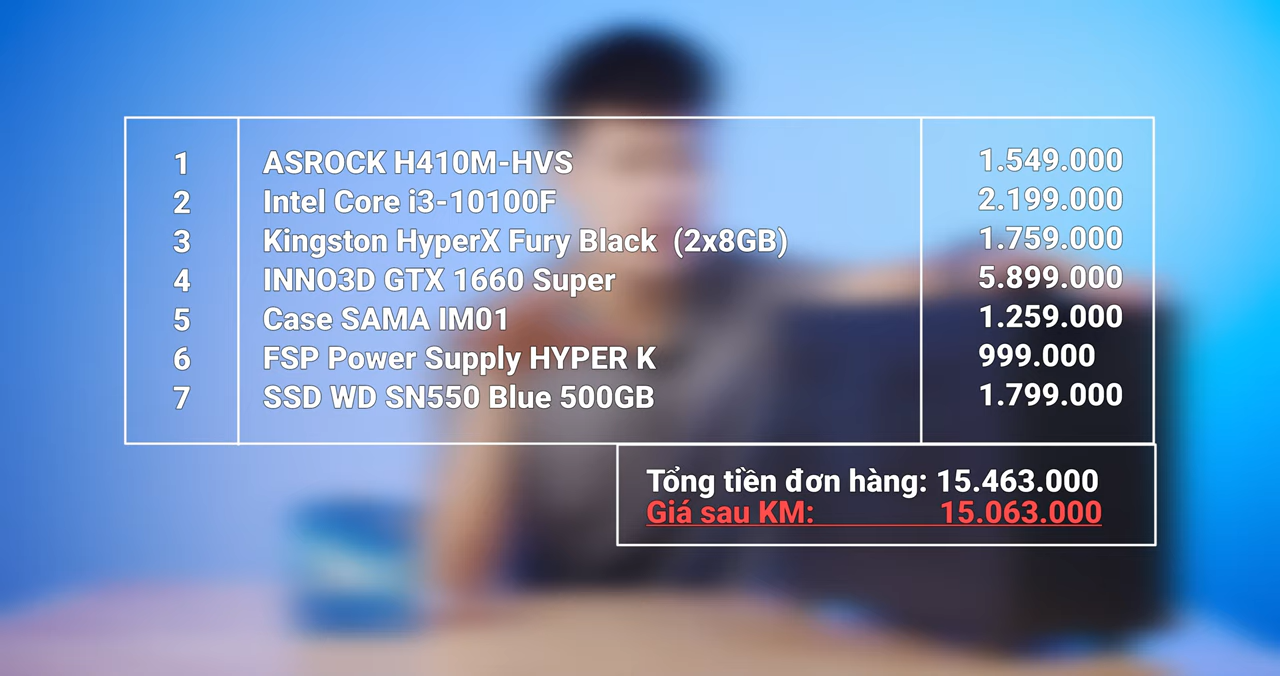 1 ASROCK H410M-HVS 1.549.000
2 Intel Core i3-10100F 2.199.000
3 Kingston HyperX Fury Black (2x8GB) 1.759.000
4 INNO3D GTX 1660 Super 5.899.000
5 Case SAMA IM01 1.259.000
6 FSP Power Supply HYPER K 999.000
7 SSD WD SN550 Blue 500GB 1.799.000
Tổng tiền đơn hàng: 15.463.000
Giá sau KM: 15.063.000